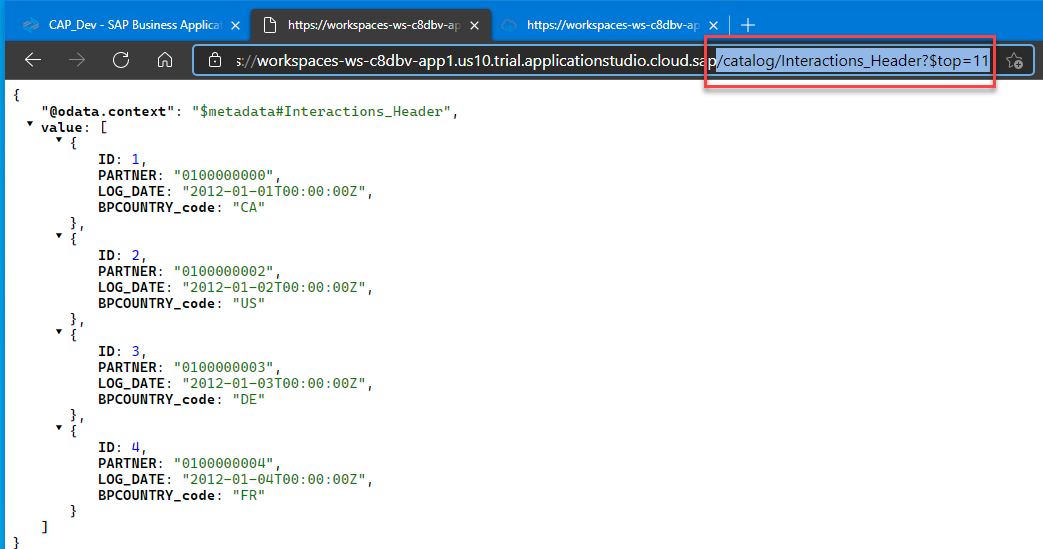 CAP_Dev - SAP Business Applicat
https://workspaces-ws-c8dbv-app
https://workspaces-ws-c8dbv-ap
s://workspaces-ws-c8dbv-app1.us10.trial.applicationstudio.cloud.sap/catalog/Interactions_Header?$top=11
{
"@odata.context": "$metadata#Interactions_Header",
value: [
{
ID: 1,
PARTNER: "0100000000",
LOG_DATE: "2012-01-01T00:00:00Z",
BPCOUNTRY_code: "CA"
},
{
ID: 2,
PARTNER: "0100000002",
LOG_DATE: "2012-01-02T00:00:00Z",
BPCOUNTRY_code: "US"
},
{
ID: 3,
PARTNER: "0100000003",
LOG_DATE: "2012-01-03T00:00:00Z",
BPCOUNTRY_code: "DE"
},
{
ID: 4,
PARTNER: "0100000004",
LOG_DATE: "2012-01-04T00:00:00Z",
BPCOUNTRY_code: "FR"
}
]
}